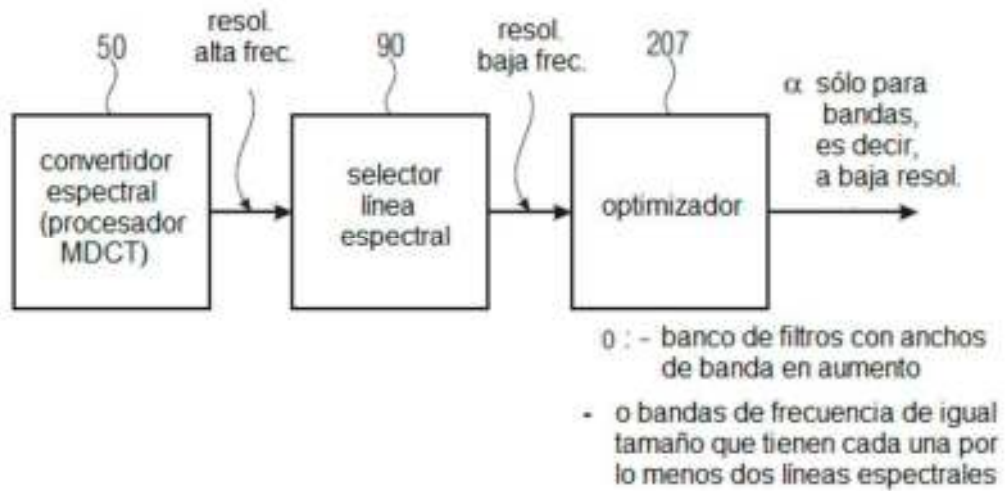 50
resol.
alta frec.
90
resol.
baja frec.
207
α sólo para
bandas,
es decir,
a baja resol.
convertidor
espectral
(procesador
MDCT)
selector
línea
espectral
optimizador
o : - banco de filtros con anchos
de banda en aumento
- o bandas de frecuencia de igual
tamaño que tienen cada una por
lo menos dos líneas espectrales